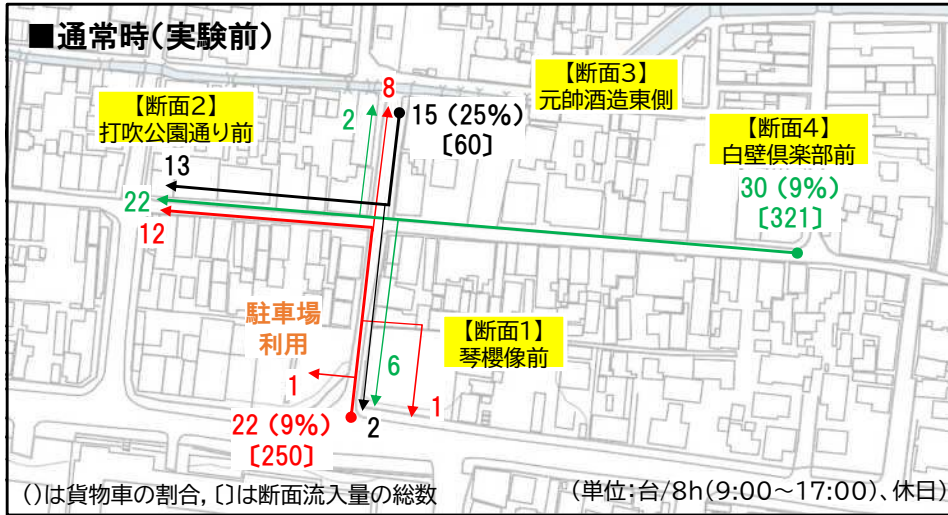 ■通常時(実験前)
【断面3】
元帥酒造東側
【断面2】
打吹公園通り前
8
2
15 (25%)
〔60〕
【断面4】
白壁倶楽部前
13
30 (9%)
〔321〕
22
12
駐車場
利用
【断面1】
琴櫻像前
6
1
1
22 (9%)
〔250〕
2
()は貨物車の割合，〔〕は断面流入量の総数
(単位:台/8h(9:00～17:00)、休日)